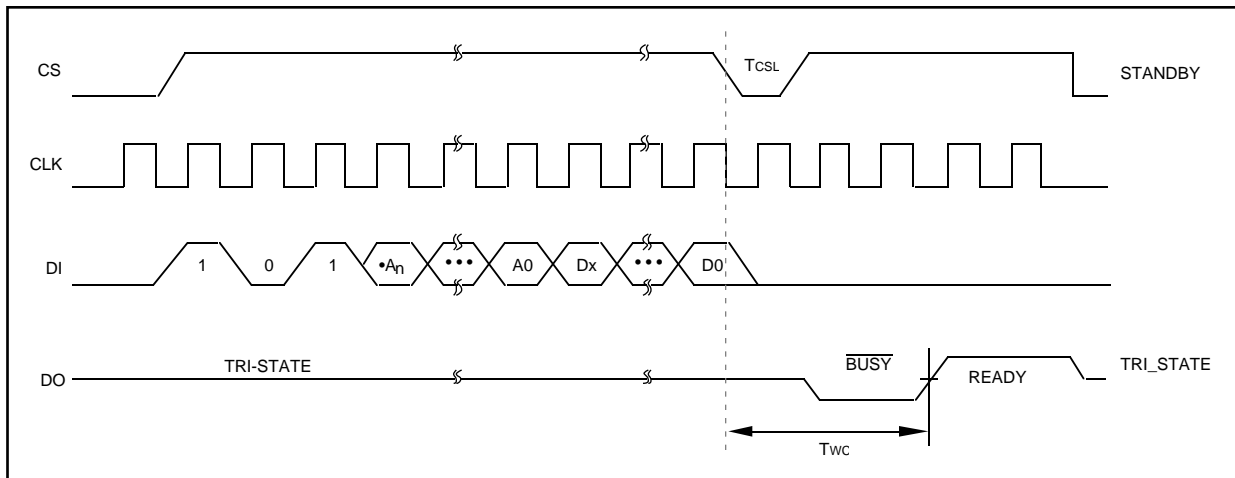 CS
TCSL
STANDBY
CLK
DI
1 0 1 •An ••• A0 Dx ••• D0
DO
TRI-STATE
BUSY
READY
TRI_STATE
TWC